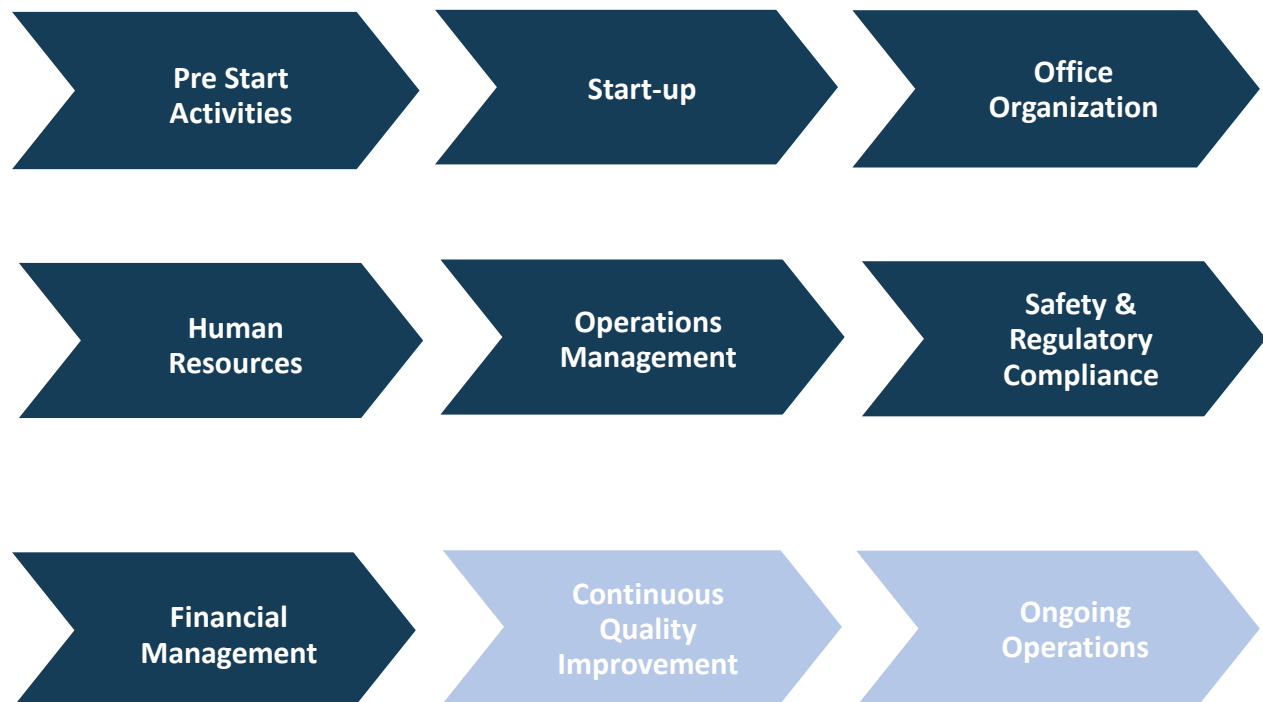 Pre Start
Activities
Start-up
Office
Organization
Human
Resources
Operations
Management
Safety &
Regulatory
Compliance
Financial
Management
Continuous
Quality
Improvement
Ongoing
Operations